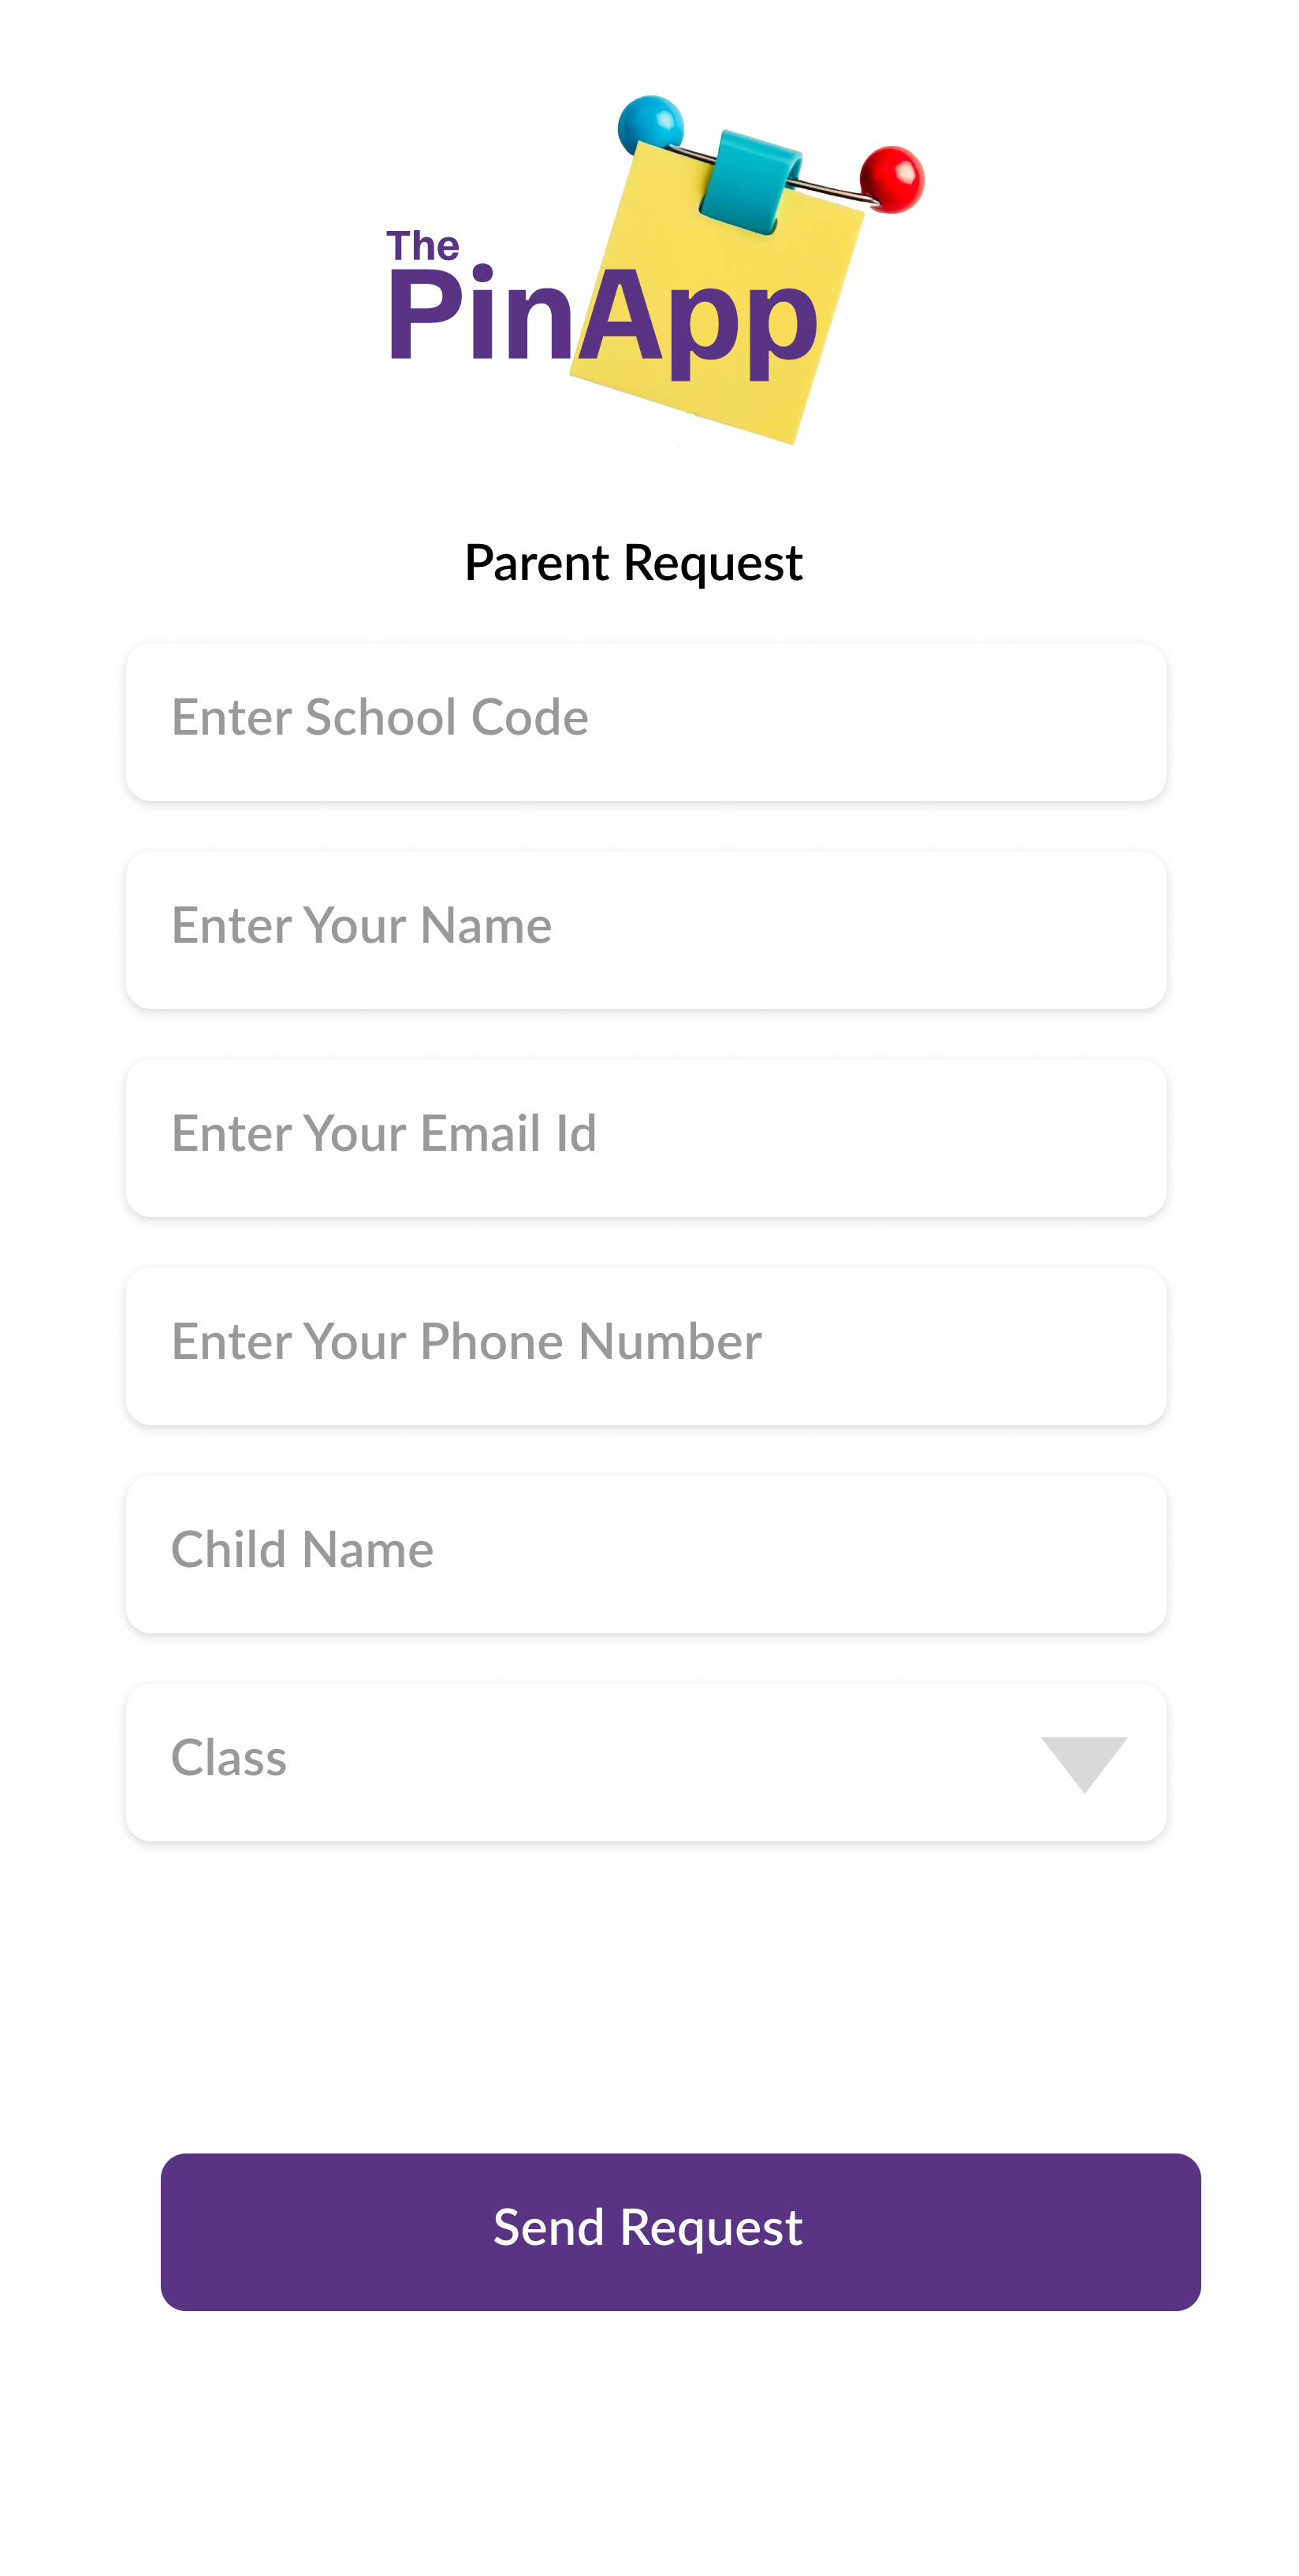 The
PinApp
Parent Request
Enter School Code
Enter Your Name
Enter Your Email Id
Enter Your Phone Number
Child Name
Class
Send Request